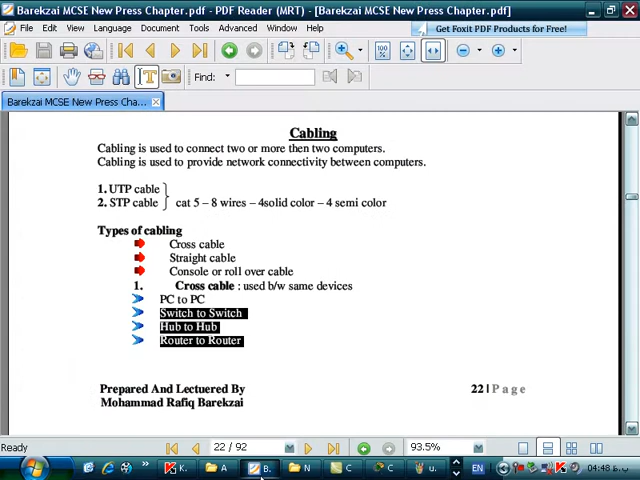 Barekzai MCSE New Press Chapter.pdf - PDF Reader (MRT) - [Barekzai MCSE New Press Chapter.pdf]
File Edit View Language Document Tools Advanced Window Help
Get Foxit PDF Products for Free!
100 %
Find:
Barekzai MCSE New Press Cha...
Cabling
Cabling is used to connect two or more then two computers.
Cabling is used to provide network connectivity between computers.
1. UTP cable
2. STP cable cat 5 – 8 wires – 4solid color – 4 semi color
Types of cabling
Cross cable
Straight cable
Console or roll over cable
1. Cross cable : used b/w same devices
PC to PC
Switch to Switch
Hub to Hub
Router to Router
Prepared And Lectuered By
Mohammad Rafiq Barekzai
22 | Page
Ready 22 / 92 93.5%
K. A B. N C C u. EN 04:48